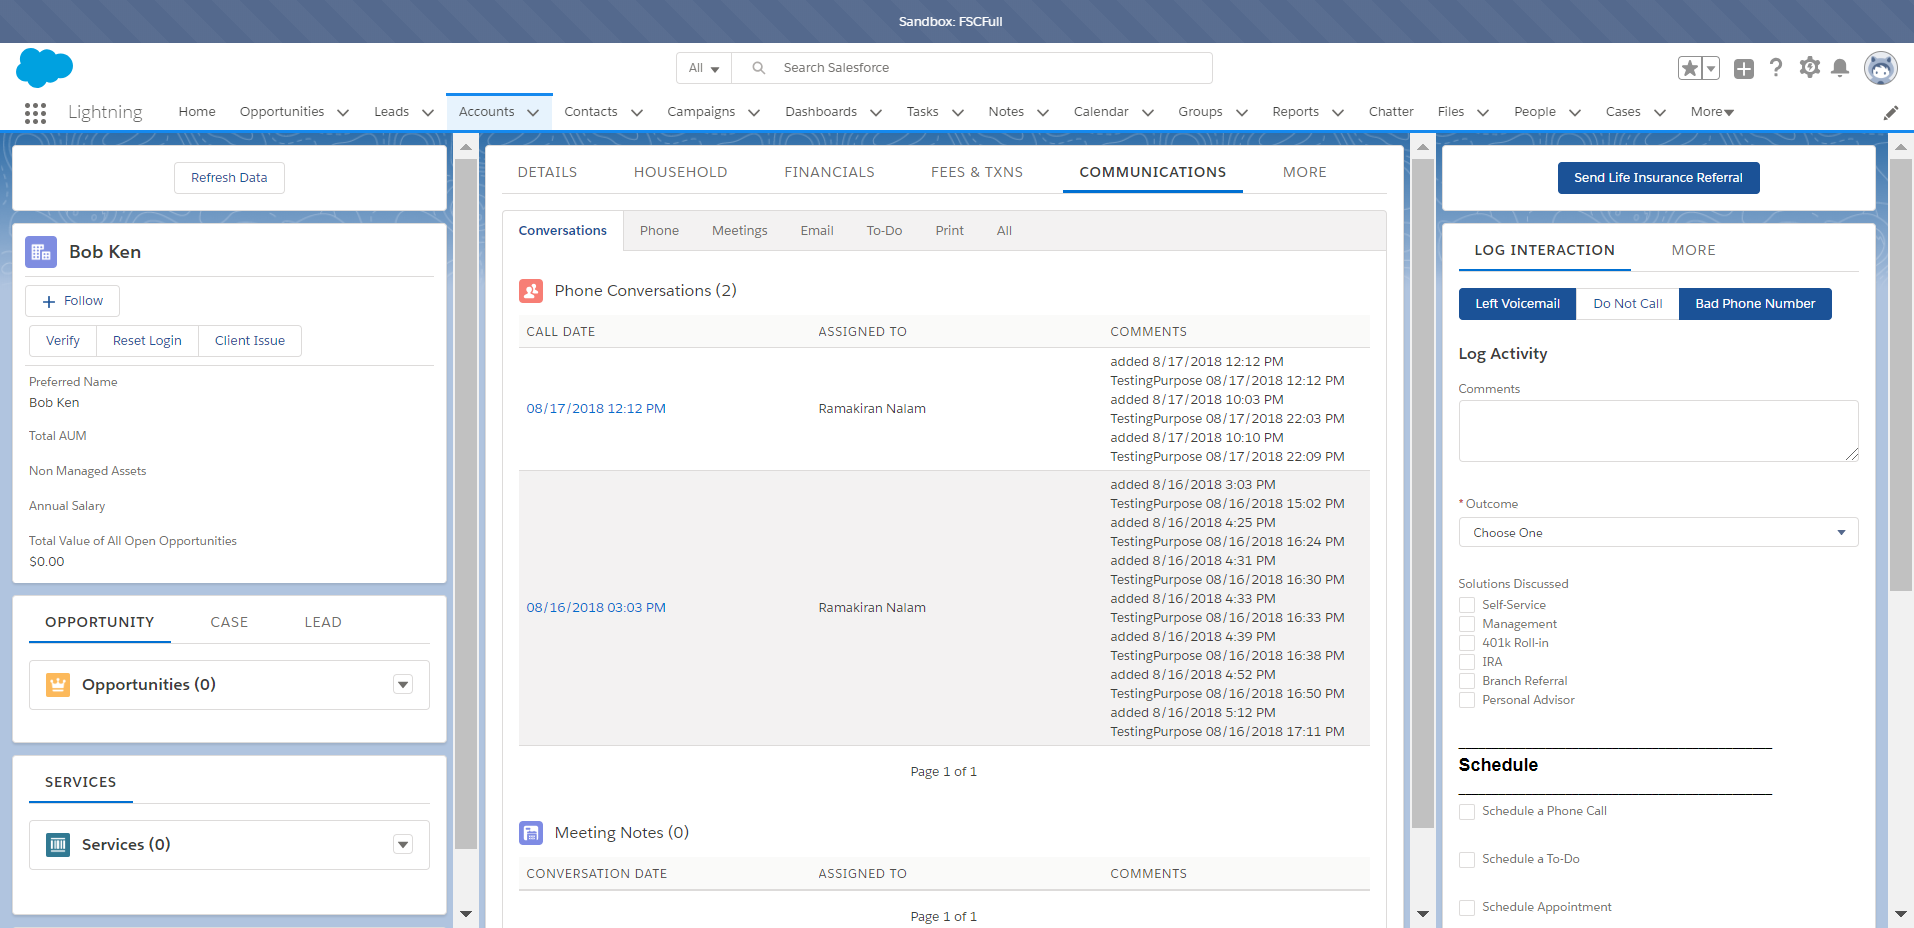 Sandbox: FSCFull
All
Search Salesforce
Lightning
Home
Opportunities
Leads
Accounts
Contacts
Campaigns
Dashboards
Tasks
Notes
Calendar
Groups
Reports
Chatter
Files
People
Cases
More
Refresh Data
Bob Ken
Follow
Verify
Reset Login
Client Issue
Preferred Name
Bob Ken
Total AUM
Non Managed Assets
Annual Salary
Total Value of All Open Opportunities
$0.00
OPPORTUNITY
CASE
LEAD
Opportunities (0)
SERVICES
Services (0)
DETAILS
HOUSEHOLD
FINANCIALS
FEES & TXNS
COMMUNICATIONS
MORE
Conversations
Phone
Meetings
Email
To-Do
Print
All
Phone Conversations (2)
CALL DATE
ASSIGNED TO
COMMENTS
08/17/2018 12:12 PM
Ramakiran Nalam
added 8/17/2018 12:12 PM
TestingPurpose 08/17/2018 12:12 PM
added 8/17/2018 10:03 PM
TestingPurpose 08/17/2018 22:03 PM
added 8/17/2018 10:10 PM
TestingPurpose 08/17/2018 22:09 PM
08/16/2018 03:03 PM
Ramakiran Nalam
added 8/16/2018 3:03 PM
TestingPurpose 08/16/2018 15:02 PM
added 8/16/2018 4:25 PM
TestingPurpose 08/16/2018 16:24 PM
added 8/16/2018 4:31 PM
TestingPurpose 08/16/2018 16:30 PM
added 8/16/2018 4:33 PM
TestingPurpose 08/16/2018 16:33 PM
added 8/16/2018 4:39 PM
TestingPurpose 08/16/2018 16:38 PM
added 8/16/2018 4:52 PM
TestingPurpose 08/16/2018 16:50 PM
added 8/16/2018 5:12 PM
TestingPurpose 08/16/2018 17:11 PM
Page 1 of 1
Meeting Notes (0)
CONVERSATION DATE
ASSIGNED TO
COMMENTS
Page 1 of 1
Send Life Insurance Referral
LOG INTERACTION
MORE
Left Voicemail
Do Not Call
Bad Phone Number
Log Activity
Comments
*Outcome
Choose One
Solutions Discussed
Self-Service
Management
401k Roll-in
IRA
Branch Referral
Personal Advisor
Schedule
Schedule a Phone Call
Schedule a To-Do
Schedule Appointment